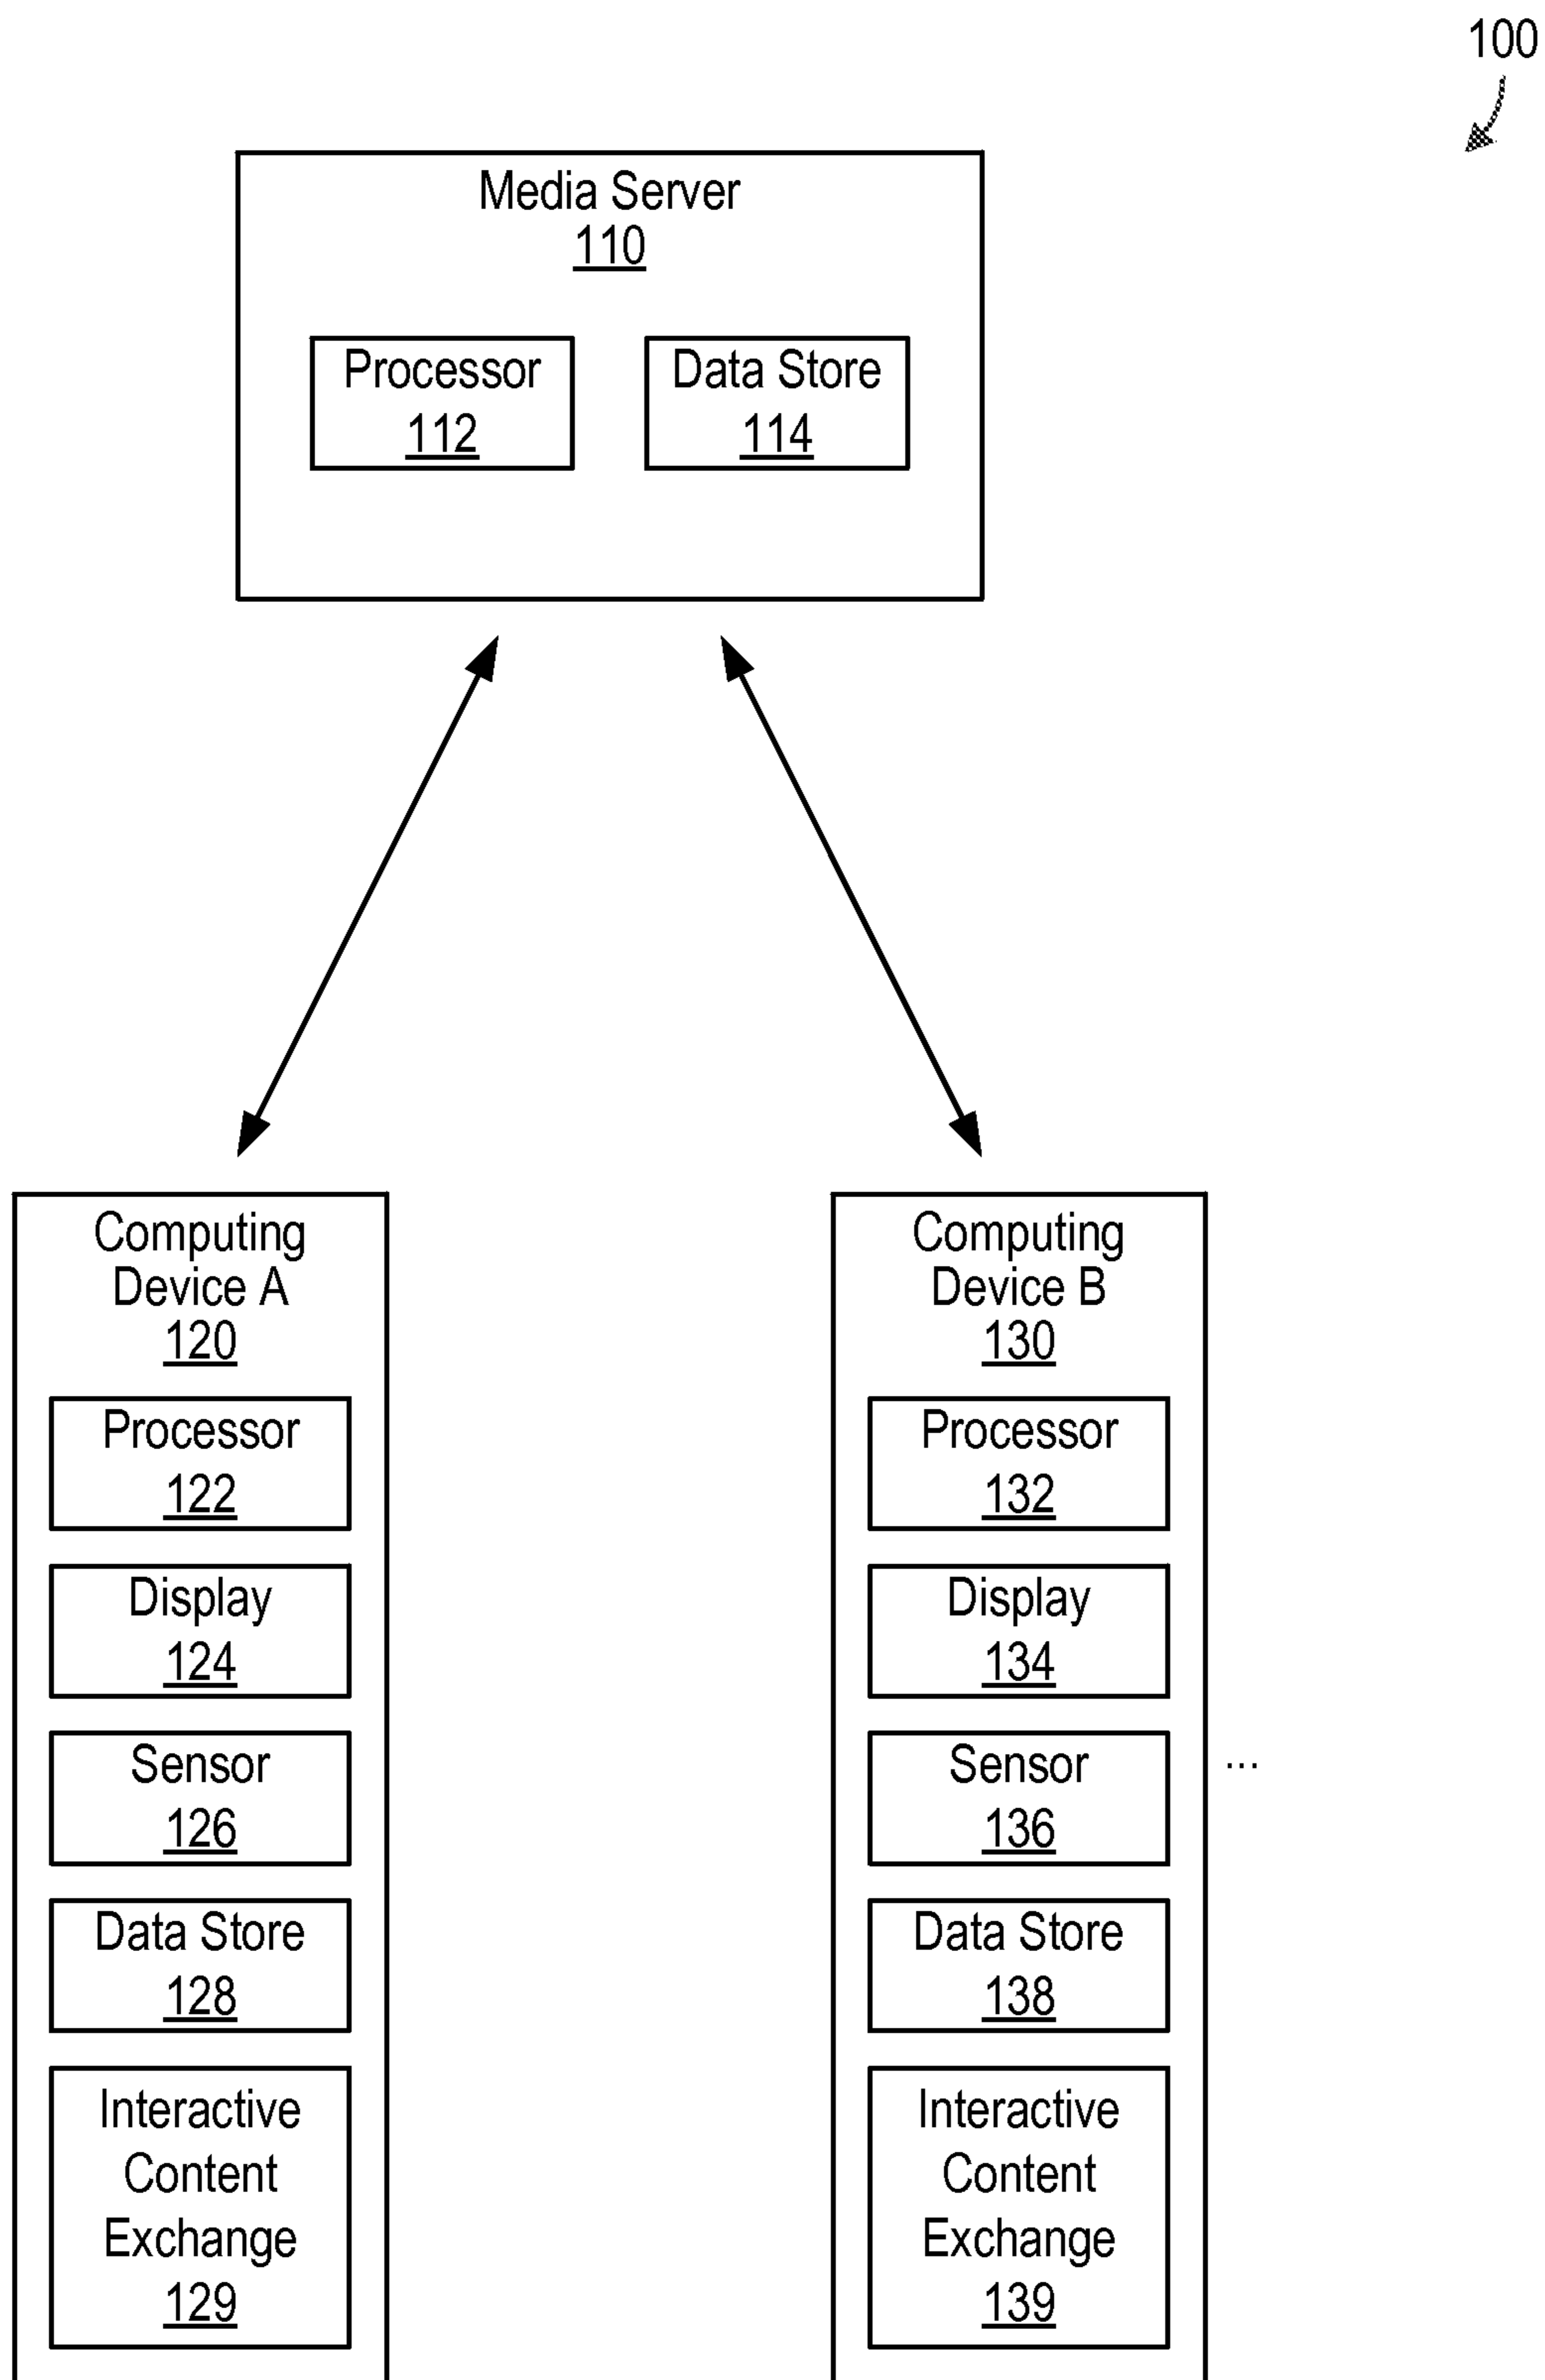 100
Media Server
110
Processor
112
Data Store
114
Computing
Device A
120
Processor
122
Display
124
Sensor
126
Data Store
128
Interactive
Content
Exchange
129
Computing
Device B
130
Processor
132
Display
134
Sensor
136
Data Store
138
Interactive
Content
Exchange
139
...